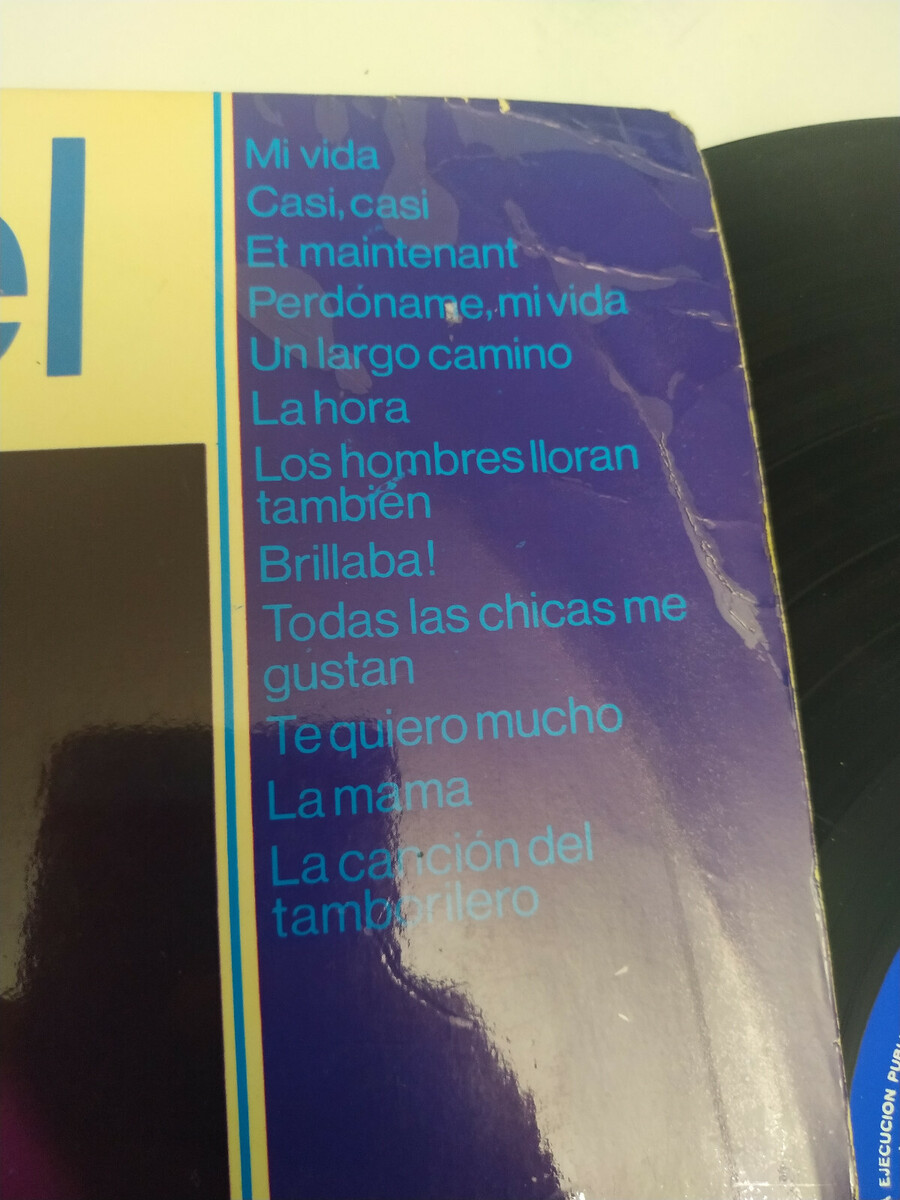 el
Mi vida
Casi, casi
Et maintenant
Perdóname, mi vida
Un largo camino
La hora
Los hombres lloran
también
Brillaba!
Todas las chicas me
gustan
Te quiero mucho
La mama
La canción del
tamborilero
EJECUCION PUBLI